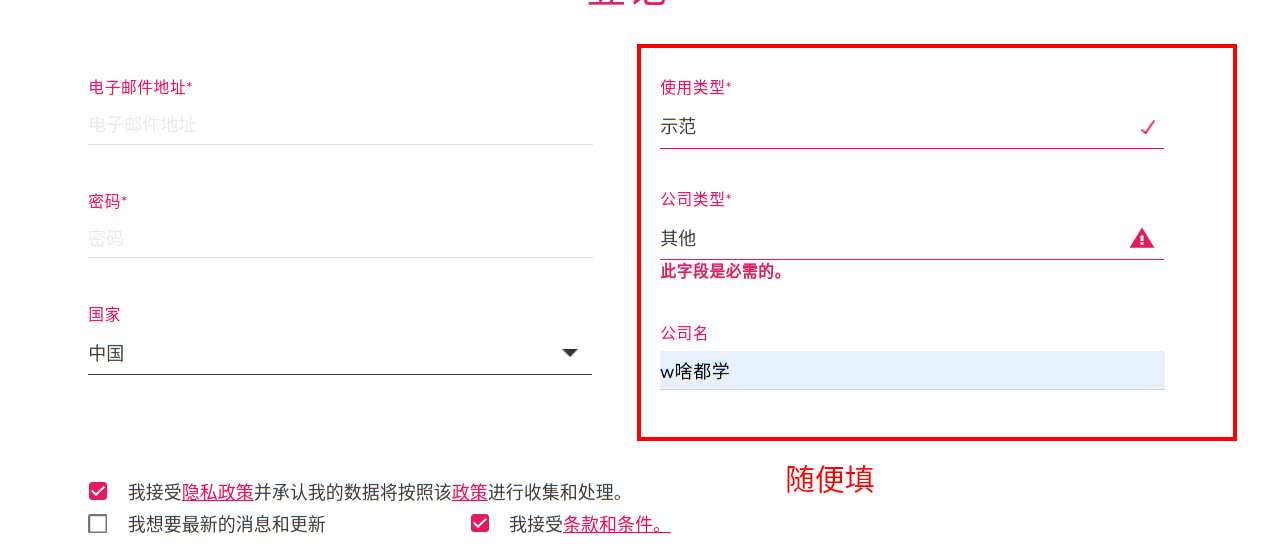 电子邮件地址*
电子邮件地址
密码*
密码
国家
中国
使用类型*
示范
公司类型*
其他
此字段是必需的。
公司名
w啥都学
随便填
我接受隐私政策并承认我的数据将按照该政策进行收集和处理。
我想要最新的消息和更新
我接受条款和条件。